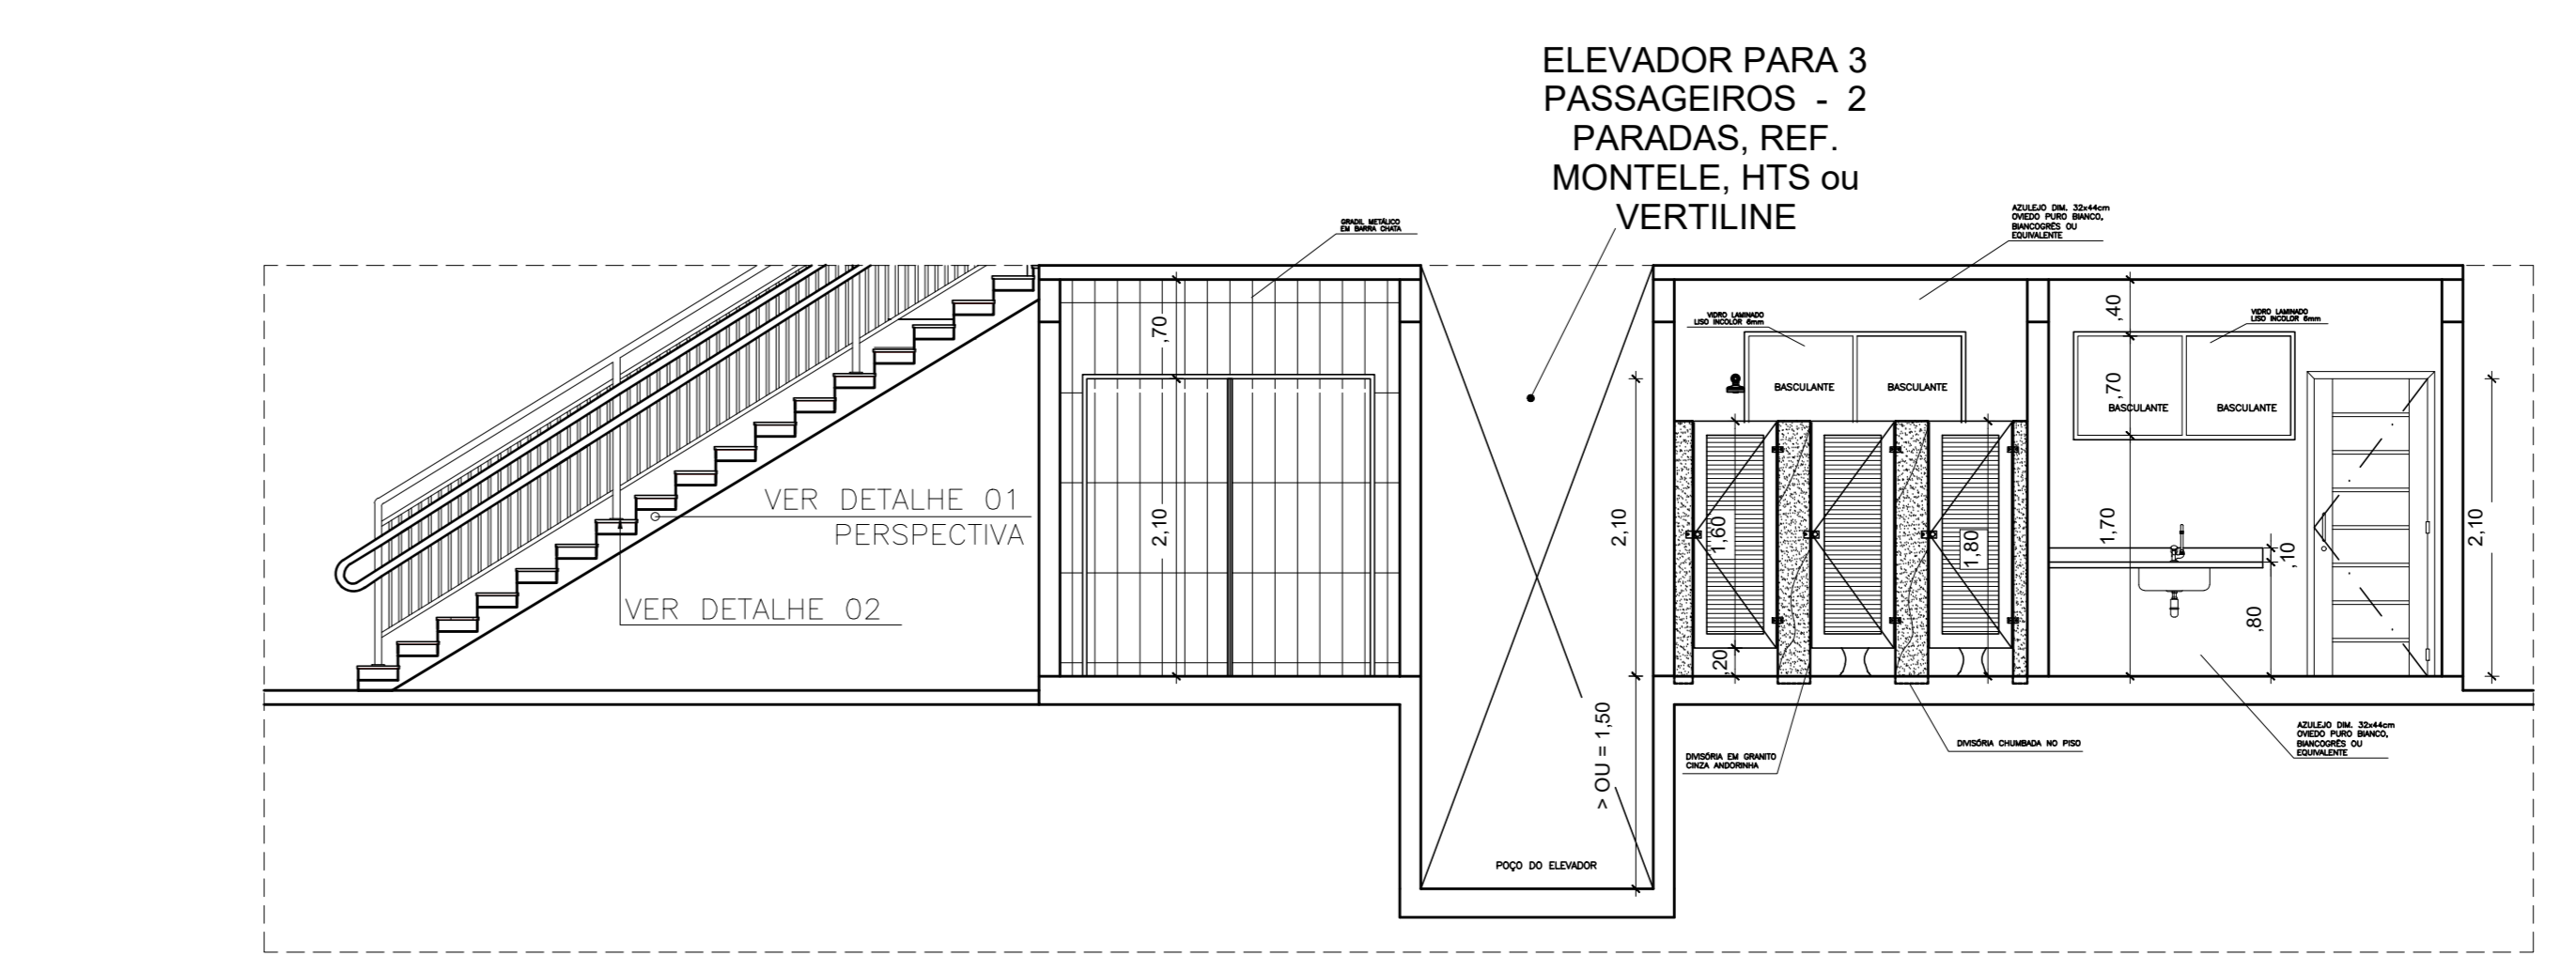 ELEVADOR PARA 3
PASSAGEIROS - 2
PARADAS, REF.
MONTELE, HTS ou
VERTILINE
GRADIL METÁLICO
EM BARRA CHATA
AZULEJO DIM. 32x44cm
OVIEDO PURO BIANCO,
BIANCOGRÊS OU
EQUIVALENTE
VIDRO LAMINADO
LISO INCOLOR 6mm
VIDRO LAMINADO
LISO INCOLOR 6mm
,70
,40
BASCULANTE
BASCULANTE
,70
BASCULANTE
BASCULANTE
VER DETALHE 01
PERSPECTIVA
VER DETALHE 02
2,10
2,10
1,60
1,80
1,70
,10
2,10
,80
,20
> OU = 1,50
AZULEJO DIM. 32x44cm
OVIEDO PURO BIANCO,
BIANCOGRÊS OU
EQUIVALENTE
DIVISÓRIA EM GRANITO
CINZA ANDORINHA
DIVISÓRIA CHUMBADA NO PISO
POÇO DO ELEVADOR